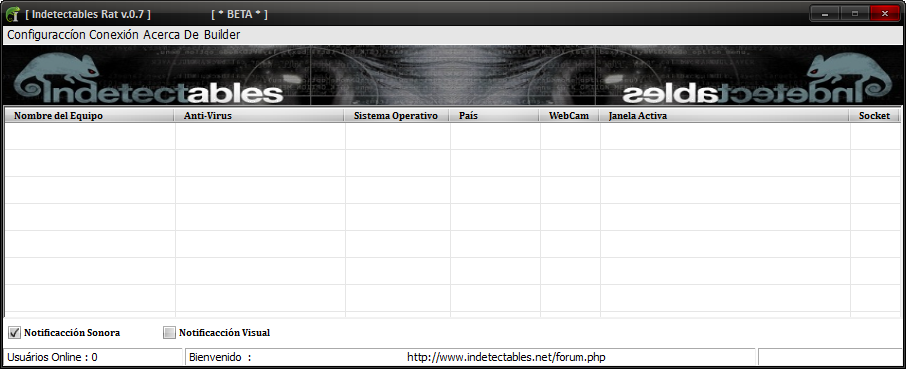 [ Indetectables Rat v.0.7 ] [ * BETA * ]
Configuraccíon Conexión Acerca De Builder
Indetectables Indetectables
Nombre del Equipo Anti-Virus Sistema Operativo País WebCam Janela Activa Socket
Notificacción Sonora Notificacción Visual
Usuários Online : 0 Bienvenido : http://www.indetectables.net/forum.php